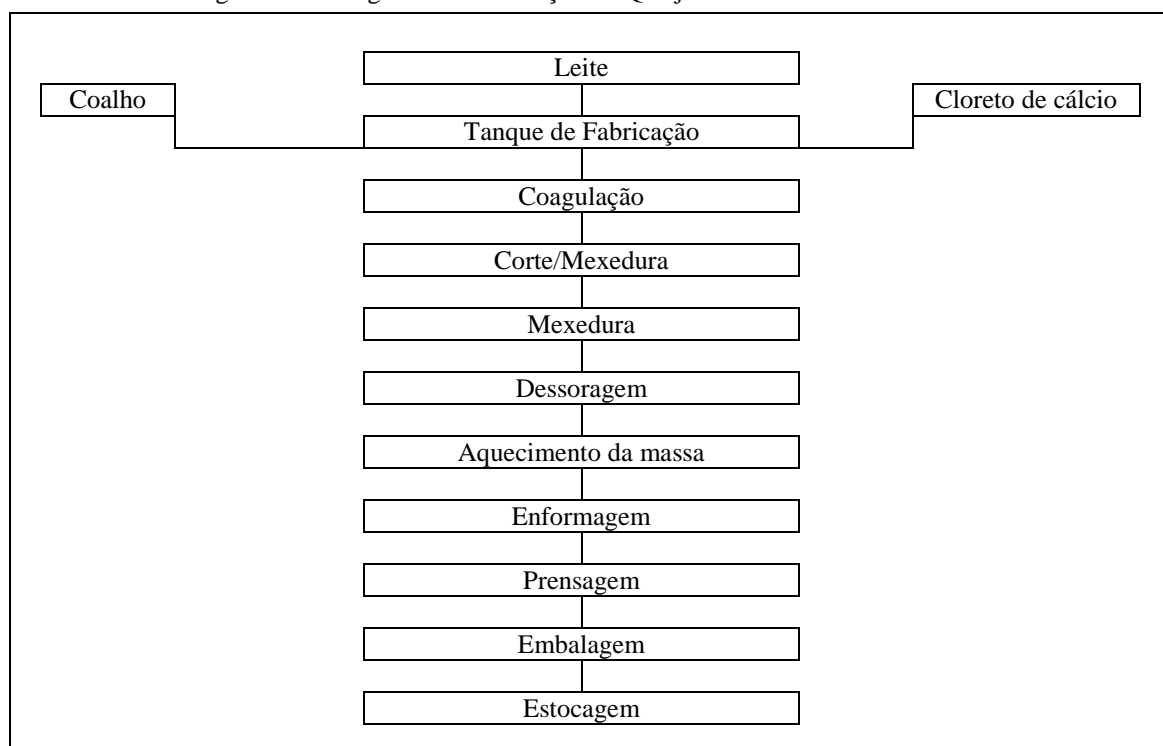 Leite
Coalho
Cloreto de cálcio
Tanque de Fabricação
Coagulação
Corte/Mexedura
Mexedura
Dessoragem
Aquecimento da massa
Enformagem
Prensagem
Embalagem
Estocagem